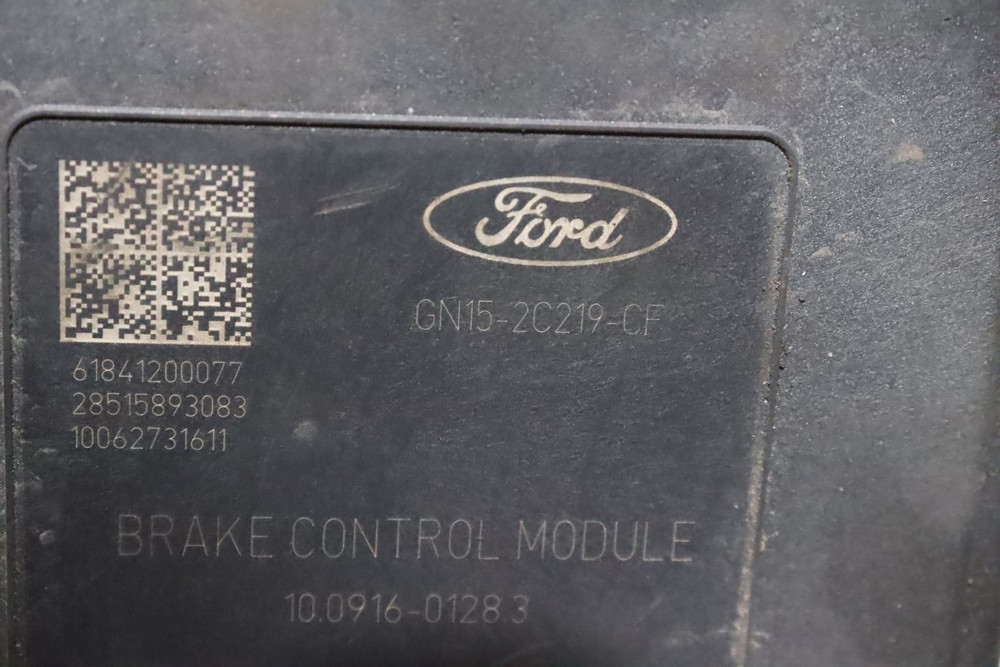 Ford
GN15-2C219-CF
61841200077
28515893083
10062731611
BRAKE CONTROL MODULE
10.0916-0128.3